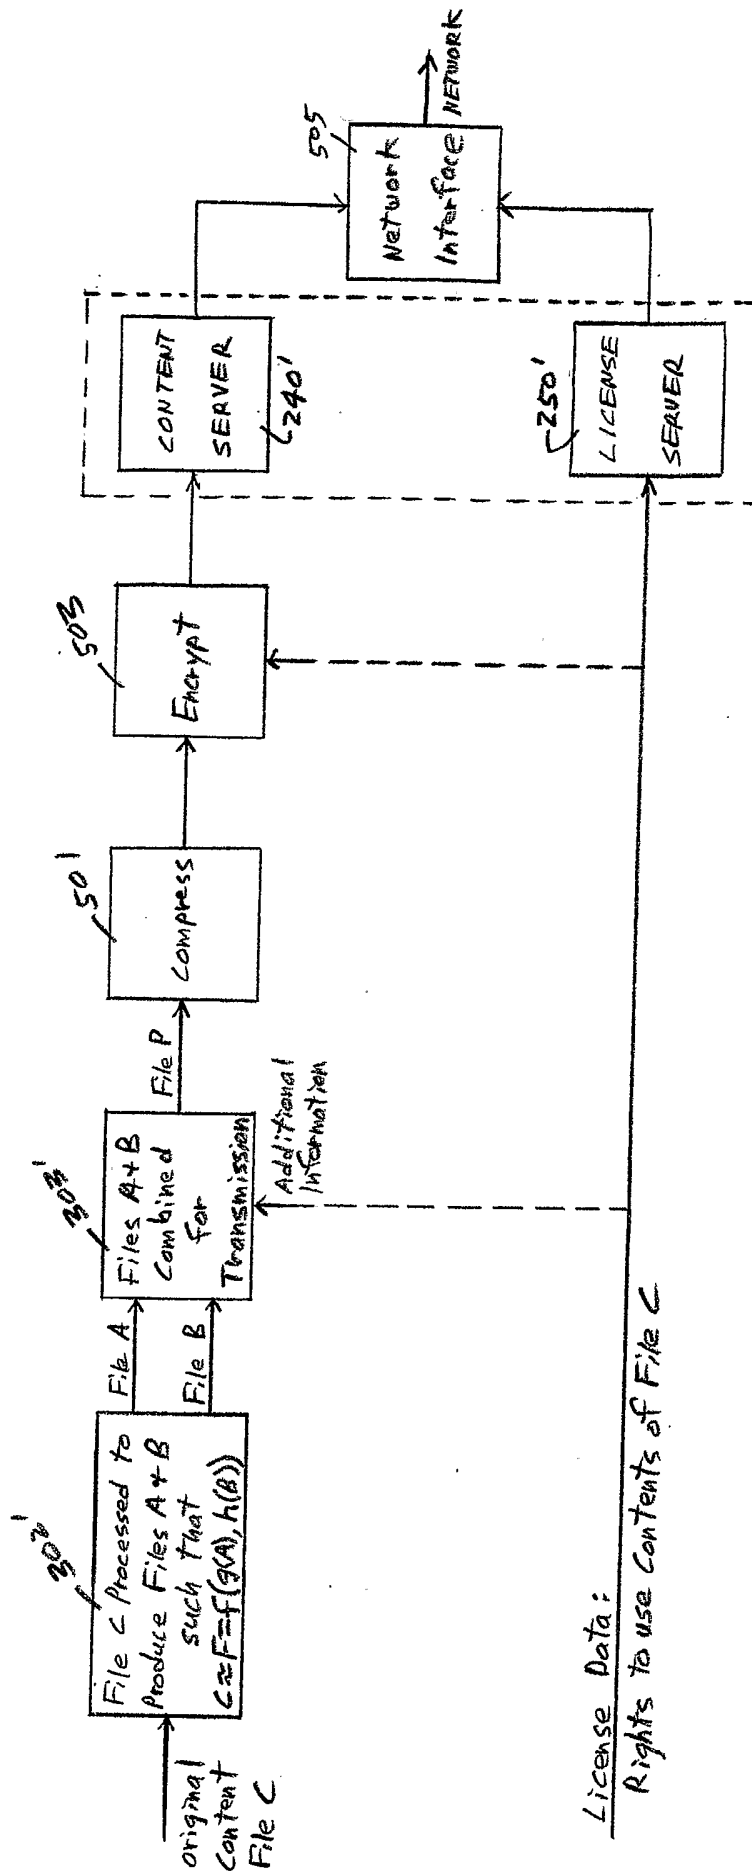 Original
Content
File C
301'
File C Processed to
Produce Files A + B
such that
C≈F=f(g(A), h(B))
File A
File B
303'
Files A+B
Combined
for
Transmission
Additional
Information
File P
501
Compress
503
Encrypt
CONTENT
SERVER
240'
250'
LICENSE
SERVER
505
Network
Interface
NETWORK
License Data:
Rights to use Contents of File C